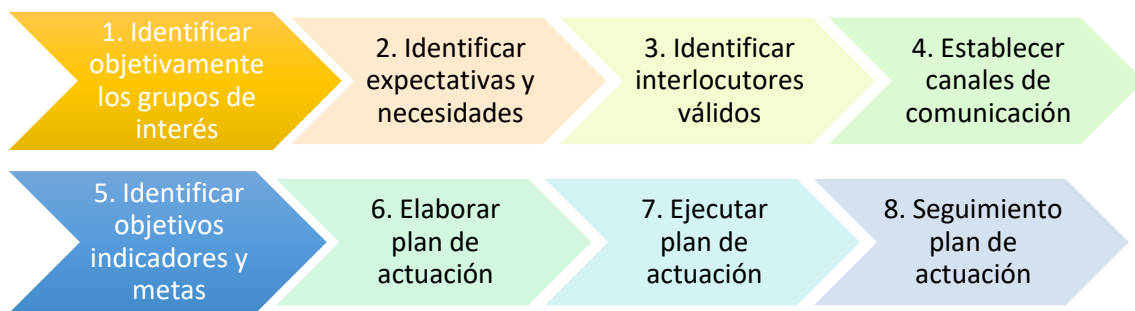 1. Identificar
objetivamente
los grupos de
interés
2. Identificar
expectativas y
necesidades
3. Identificar
interlocutores
válidos
4. Establecer
canales de
comunicación
5. Identificar
objetivos
indicadores y
metas
6. Elaborar
plan de
actuación
7. Ejecutar
plan de
actuación
8. Seguimiento
plan de
actuación